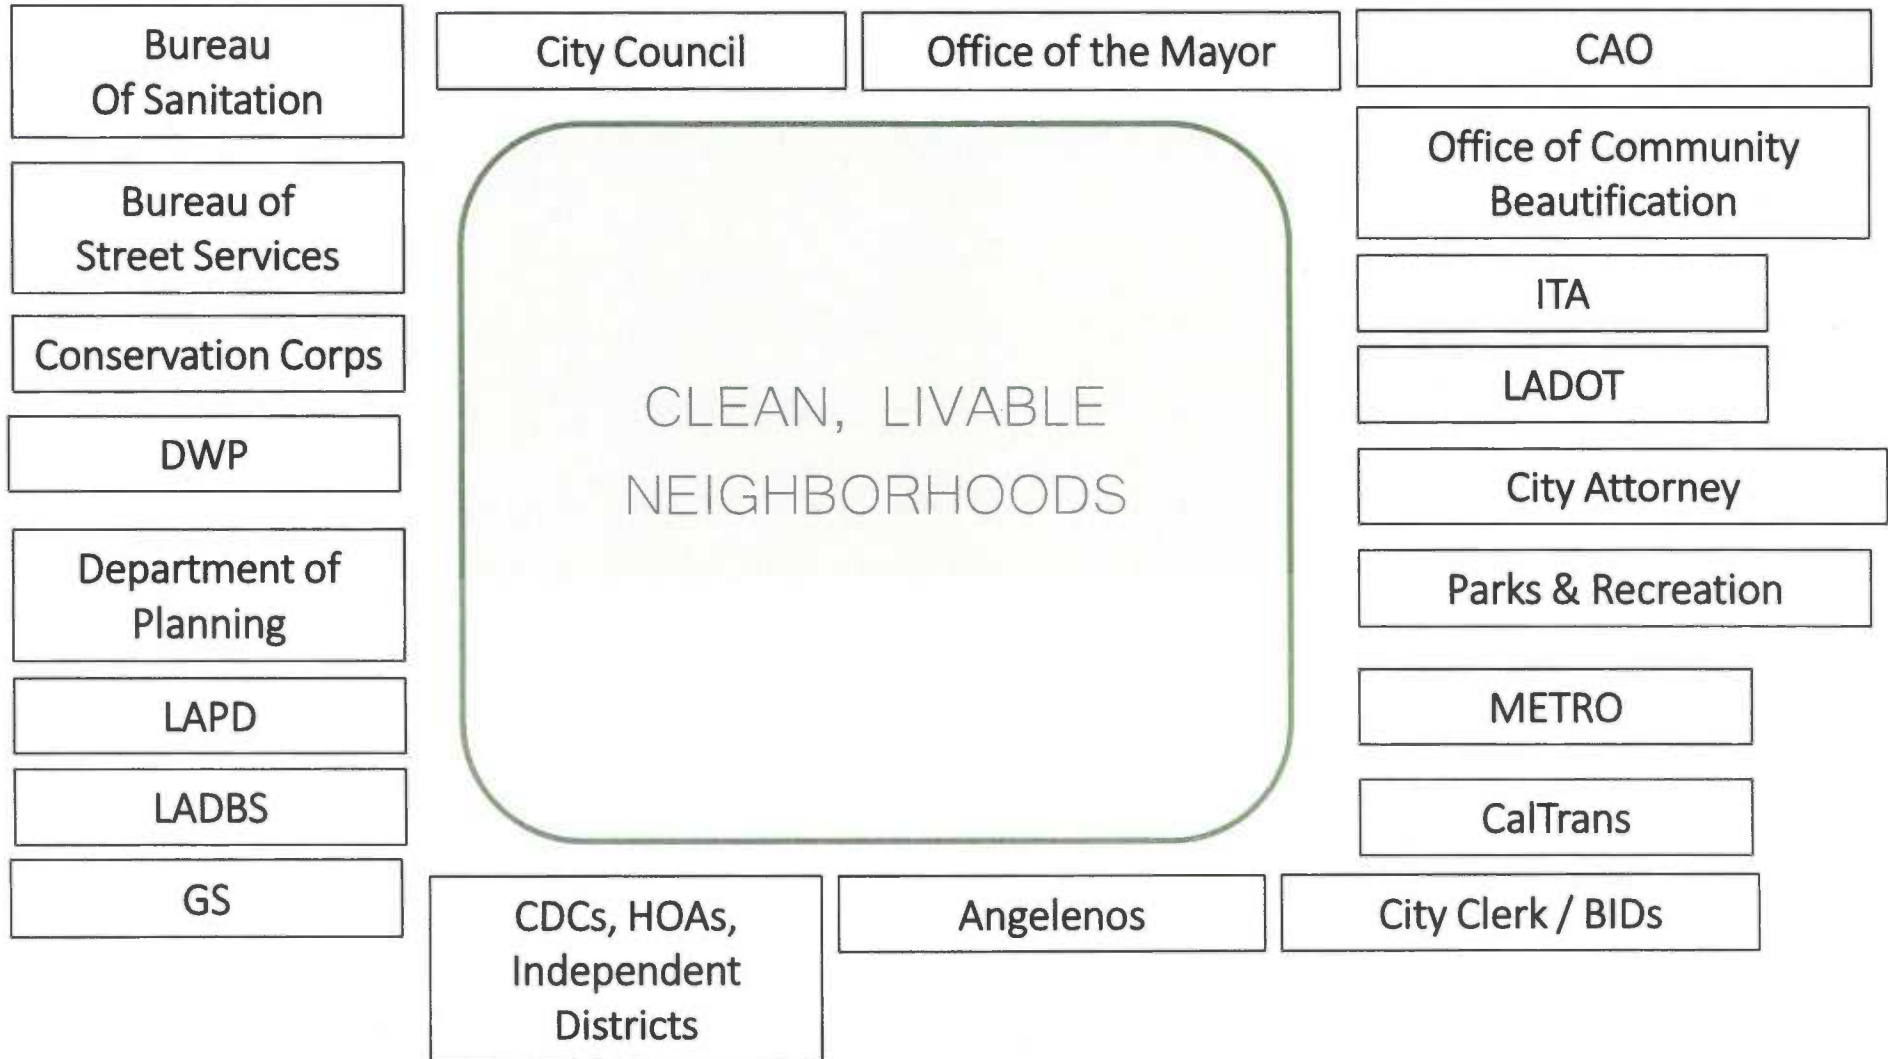 Bureau
Of Sanitation
City Council
Office of the Mayor
CAO
Office of Community
Beautification
Bureau of
Street Services
ITA
Conservation Corps
LADOT
CLEAN, LIVABLE
NEIGHBORHOODS
DWP
City Attorney
Department of
Planning
Parks & Recreation
LAPD
METRO
LADBS
CalTrans
GS
CDCs, HOAs,
Independent
Districts
Angelenos
City Clerk / BIDs